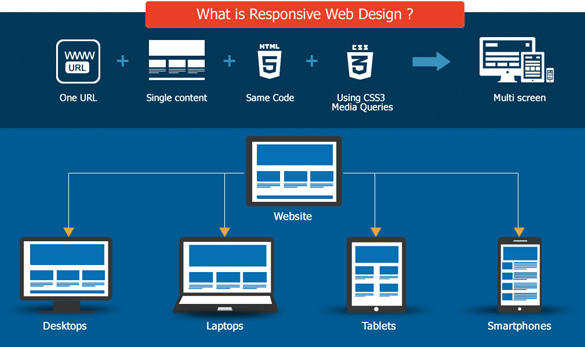 What is Responsive Web Design ?
WWW
URL
HTML
5
CSS
3
One URL
Single content
Same Code
Using CSS3
Media Queries
Multi screen
Website
Desktops
Laptops
Tablets
Smartphones